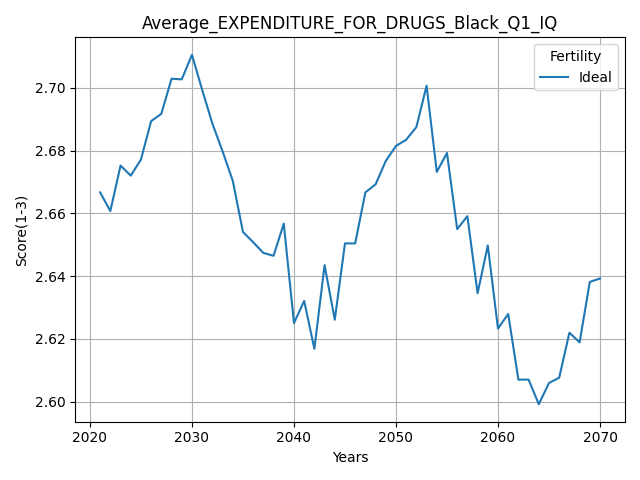 Average_EXPENDITURE_FOR_DRUGS_Black_Q1_IQ
Fertility
Ideal
Score(1-3)
2.70
2.68
2.66
2.64
2.62
2.60
2020 2030 2040 2050 2060 2070
Years